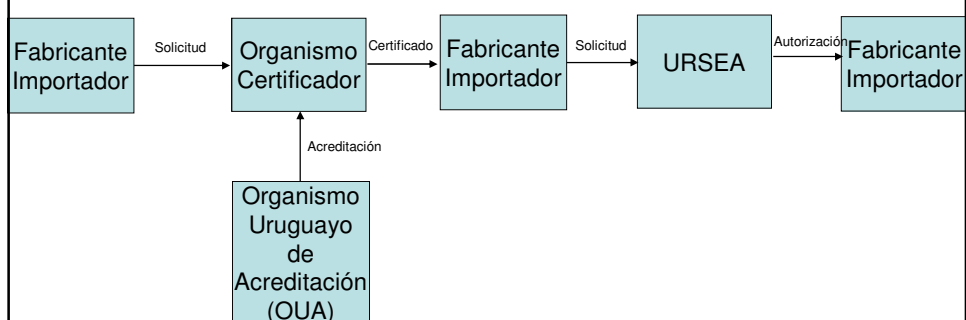 Fabricante
Importador
Solicitud
Organismo
Certificador
Certificado
Fabricante
Importador
Solicitud
URSEA
Autorización
Fabricante
Importador
Acreditación
Organismo
Uruguayo
de
Acreditación
(OUA)